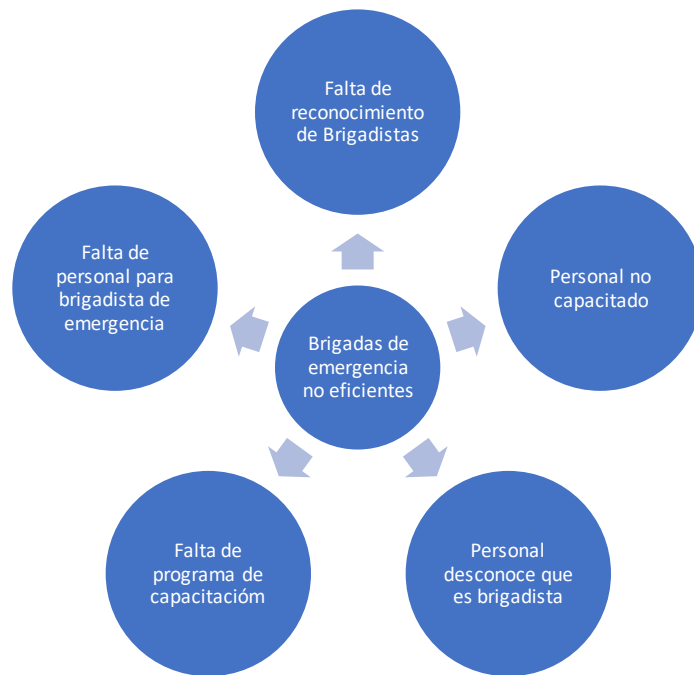 Falta de
reconocimiento
de Brigadistas
Falta de
personal para
brigadista de
emergencia
Personal no
capacitado
Brigadas de
emergencia
no eficientes
Falta de
programa de
capacitacióm
Personal
desconoce que
es brigadista